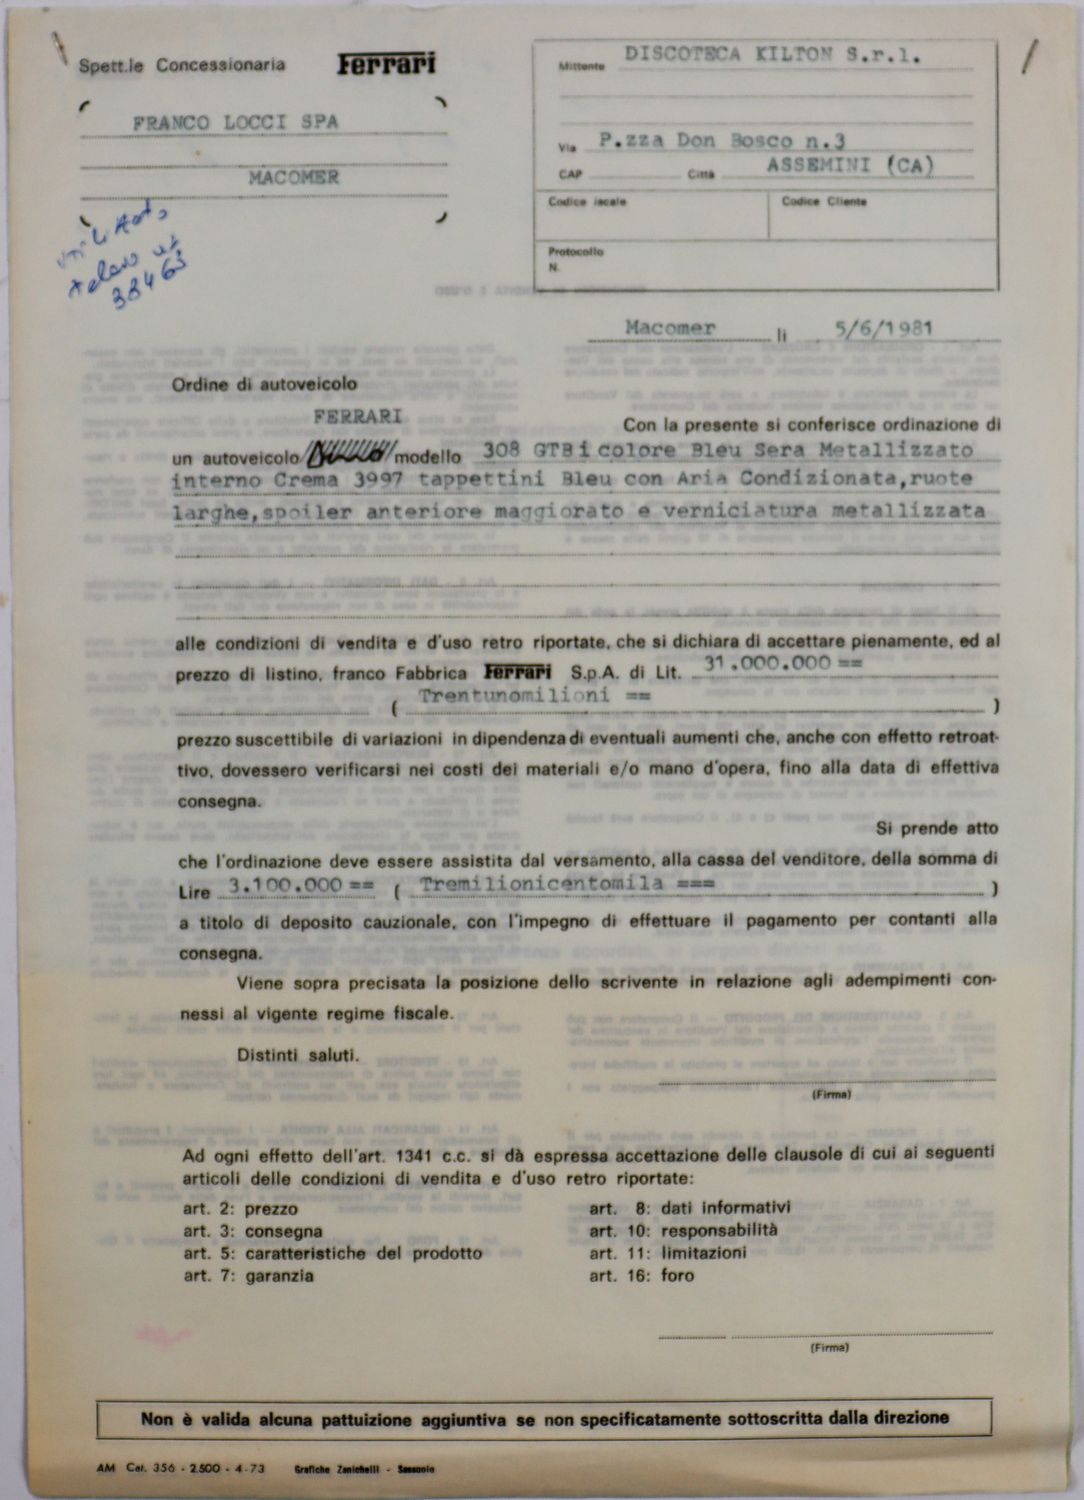 Spett.le Concessionaria Ferrari
FRANCO LOCCI SPA
MACOMER
telex
38463
Mittente DISCOTECA KILTON S.r.l.
Via P.zza Don Bosco n.3
CAP Città ASSEMINI (CA)
Codice iscale Codice Cliente
Protocollo
N.
Macomer li 5/6/1981
Ordine di autoveicolo
FERRARI
Con la presente si conferisce ordinazione di
un autoveicolo modello 308 GTBi colore Bleu Sera Metallizzato
interno Crema 3997 tappettini Bleu con Aria Condizionata,ruote
larghe,spoiler anteriore maggiorato e verniciatura metallizzata
alle condizioni di vendita e d'uso retro riportate, che si dichiara di accettare pienamente, ed al
prezzo di listino, franco Fabbrica Ferrari S.p.A. di Lit. 31.000.000 ==
( Trentunomilioni == )
prezzo suscettibile di variazioni in dipendenza di eventuali aumenti che, anche con effetto retroat-
tivo, dovessero verificarsi nei costi dei materiali e/o mano d'opera, fino alla data di effettiva
consegna.
Si prende atto
che l'ordinazione deve essere assistita dal versamento, alla cassa del venditore, della somma di
Lire 3.100.000 == ( Tremilionicentomila === )
a titolo di deposito cauzionale, con l'impegno di effettuare il pagamento per contanti alla
consegna.
Viene sopra precisata la posizione dello scrivente in relazione agli adempimenti con-
nessi al vigente regime fiscale.
Distinti saluti.
(Firma)
Ad ogni effetto dell'art. 1341 c.c. si dà espressa accettazione delle clausole di cui ai seguenti
articoli delle condizioni di vendita e d'uso retro riportate:
art. 2: prezzo
art. 3: consegna
art. 5: caratteristiche del prodotto
art. 7: garanzia
art. 8: dati informativi
art. 10: responsabilità
art. 11: limitazioni
art. 16: foro
(Firma)
Non è valida alcuna pattuizione aggiuntiva se non specificatamente sottoscritta dalla direzione
AM Cat. 356 - 2.500 - 4-73 Grafiche Zanichelli - Sassuolo